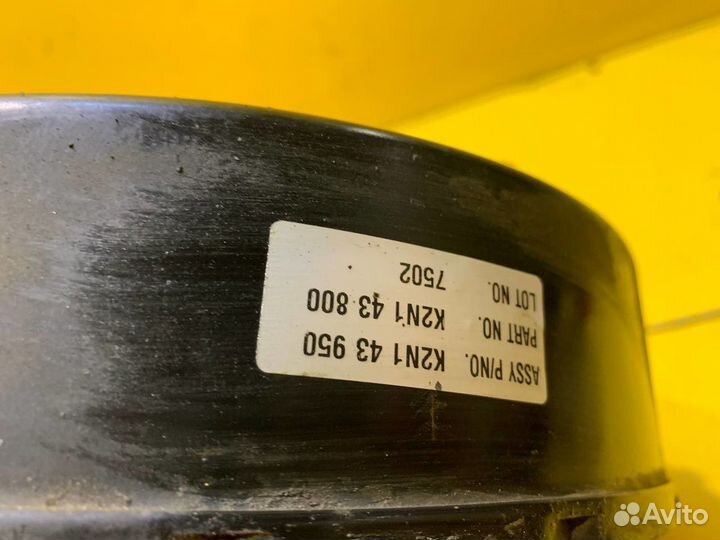 ASSY P/NO. K2N1 43 950
PART NO. K2N1 43 800
LOT NO. 7502
Avito